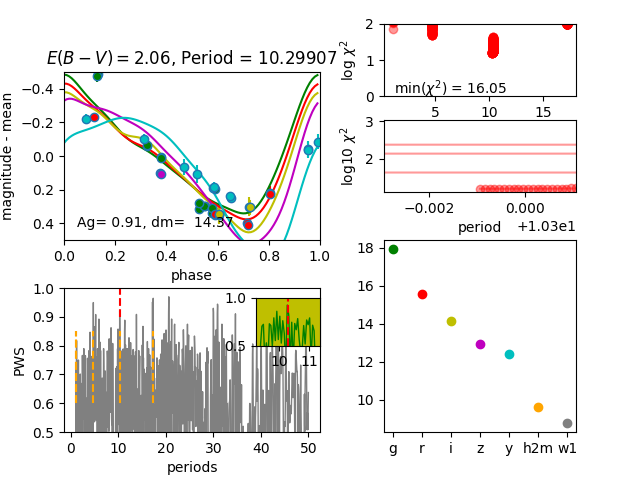 E(B − V) = 2.06, Period = 10.29907
magnitude - mean
−0.4
−0.2
0.0
0.2
0.4
Ag= 0.91, dm= 14.37
0.0 0.2 0.4 0.6 0.8 1.0
phase
log χ²
2
1
0
min(χ²) = 16.05
5 10 15
log10 χ²
3
2
−0.002 0.000
+1.03e1
period
PWS
1.0
0.9
0.8
0.7
0.6
0.5
1.0
0.5
10 11
0 10 20 30 40 50
periods
18
16
14
12
10
g r i z y h2m w1